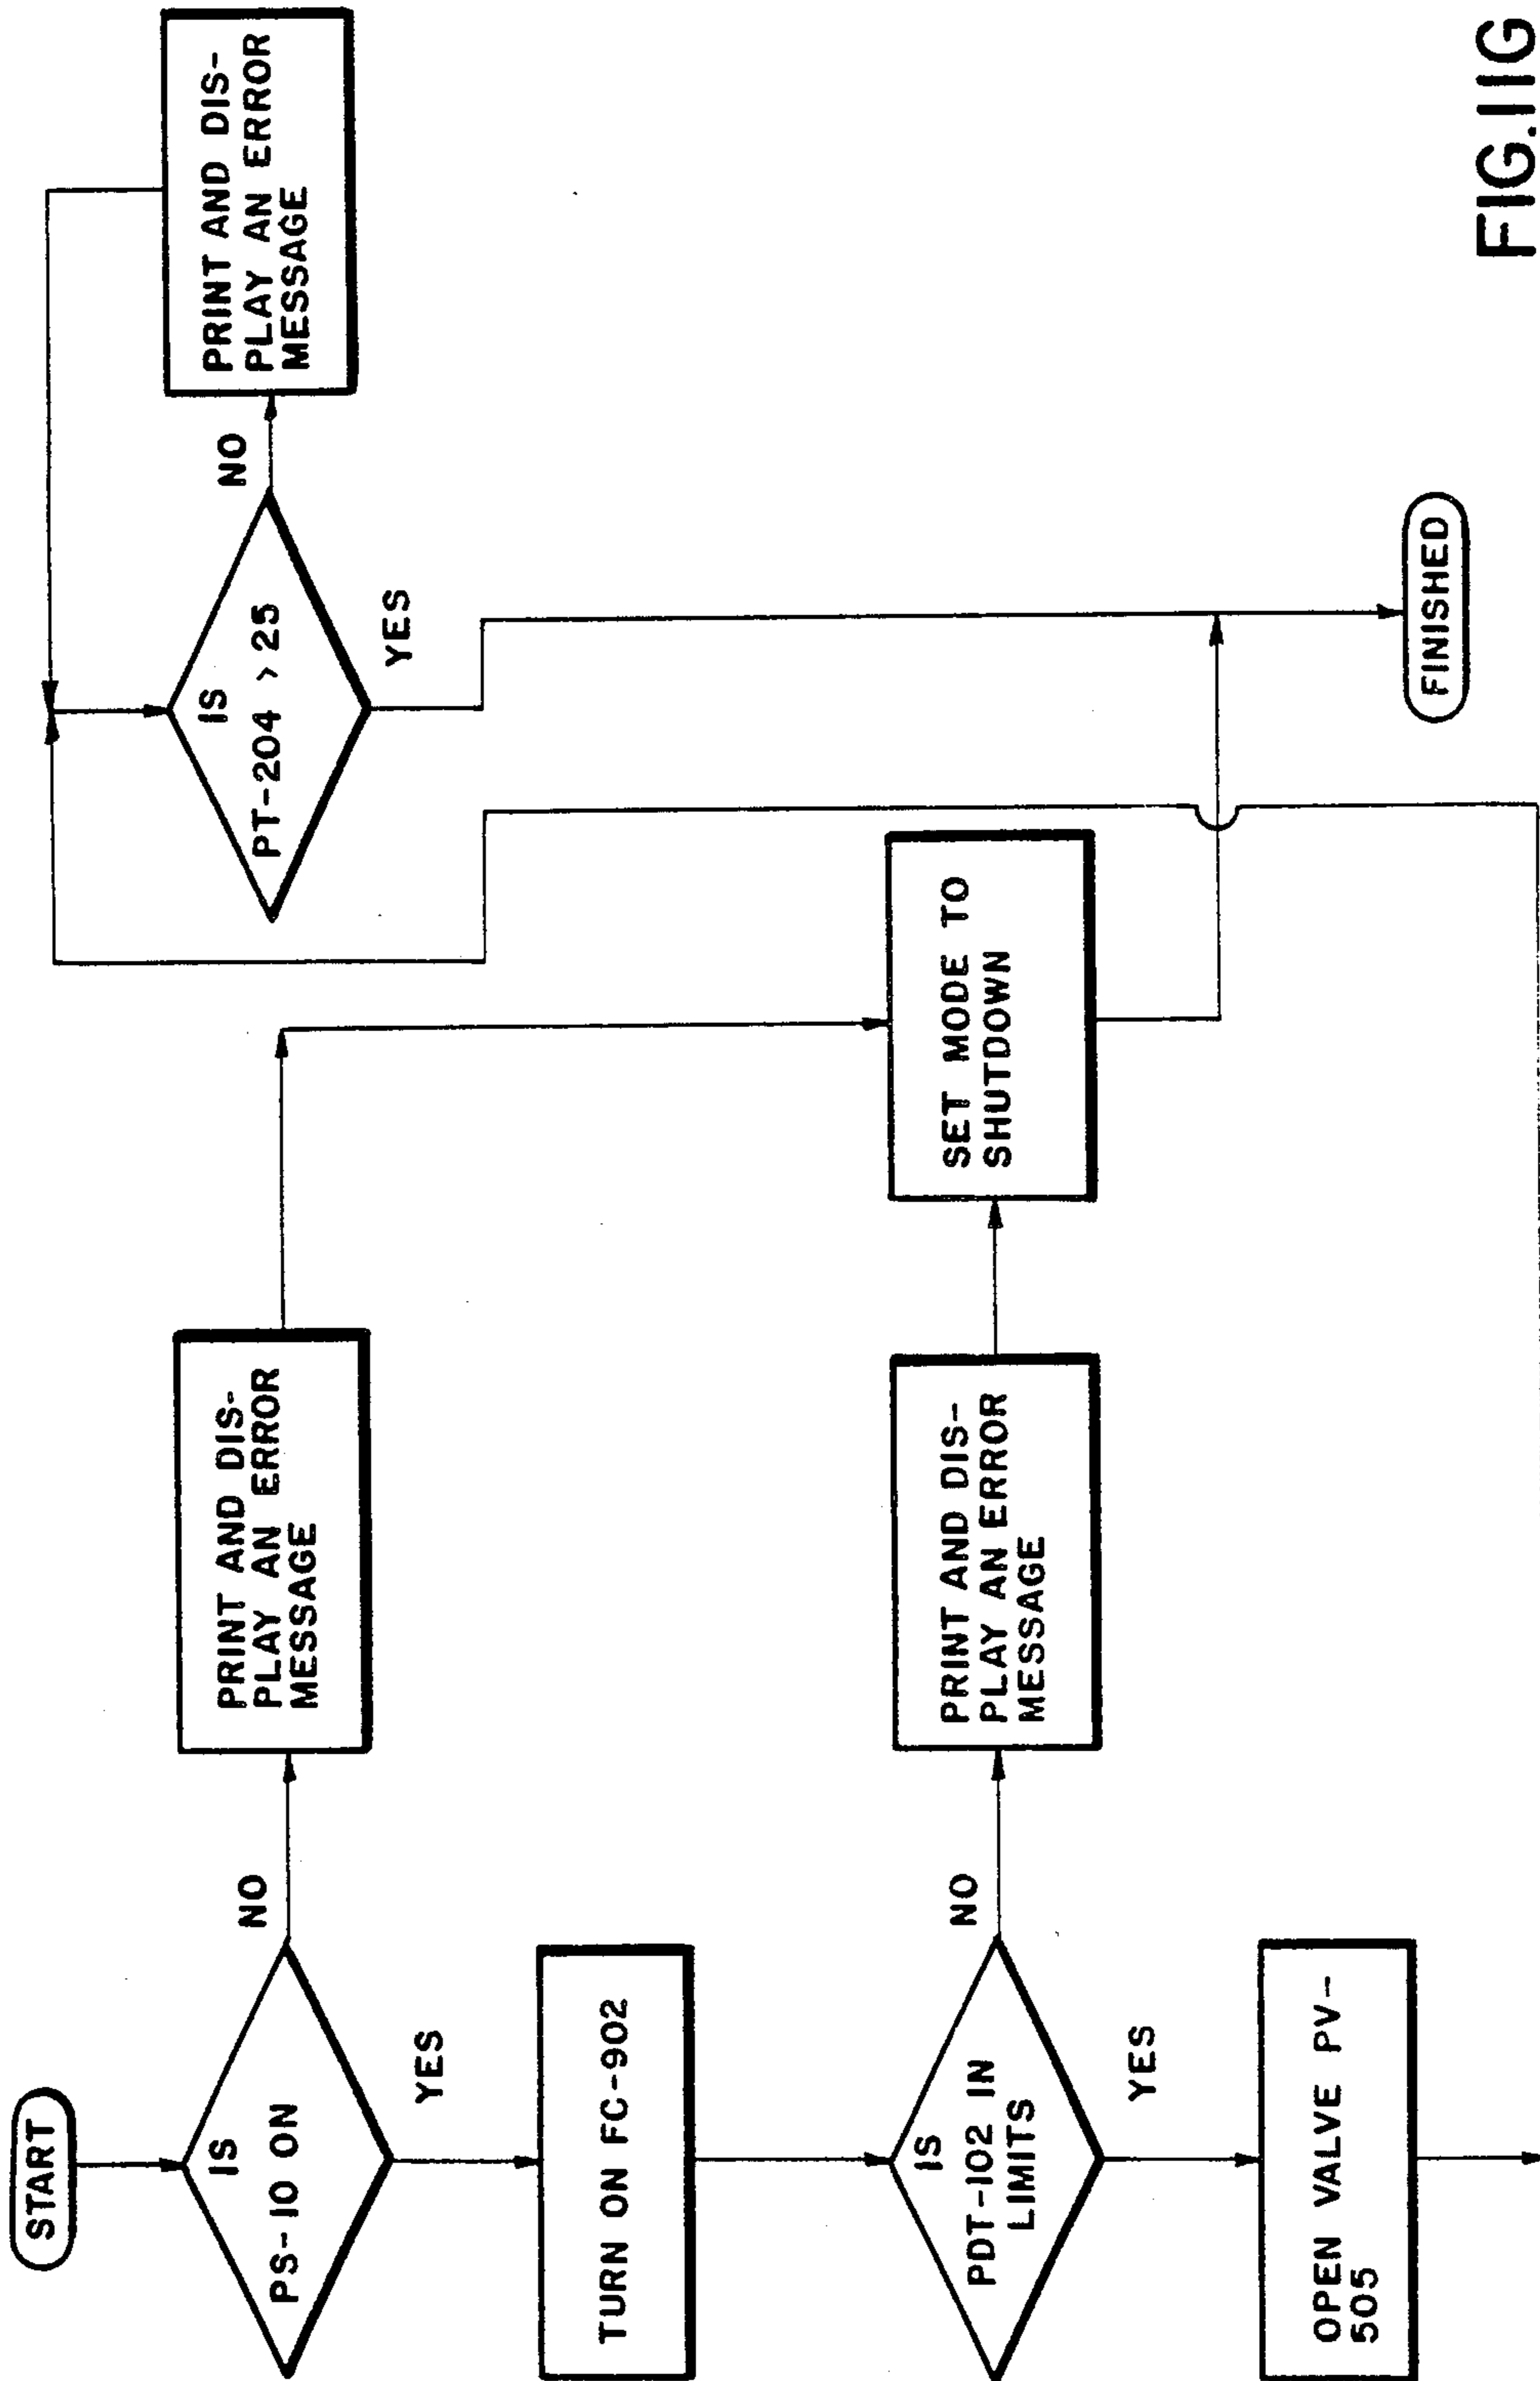 START
IS
PS-10 ON
NO
PRINT AND DIS-
PLAY AN ERROR
MESSAGE
YES
TURN ON FC-902
IS
PDT-102 IN
LIMITS
NO
PRINT AND DIS-
PLAY AN ERROR
MESSAGE
SET MODE TO
SHUTDOWN
YES
OPEN VALVE PV-
505
IS
PT-204 > 25
NO
PRINT AND DIS-
PLAY AN ERROR
MESSAGE
YES
FINISHED
FIG.11G